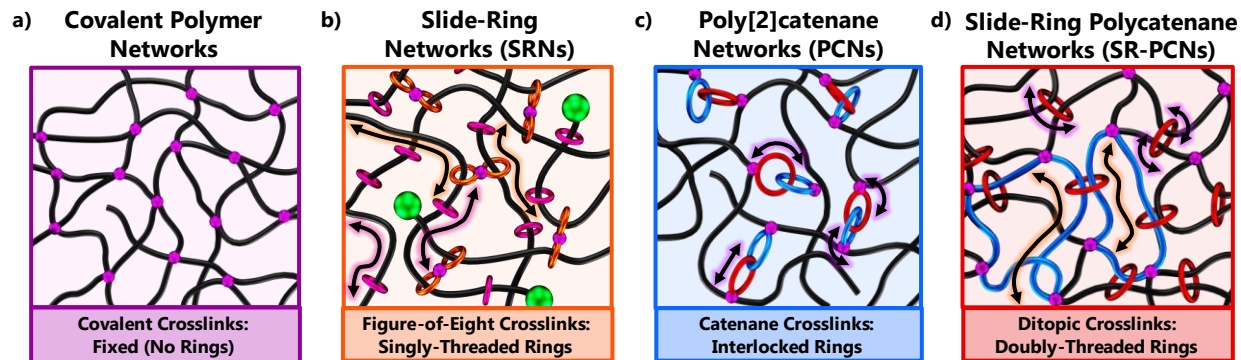 a) Covalent Polymer
Networks
Covalent Crosslinks:
Fixed (No Rings)
b) Slide-Ring
Networks (SRNs)
Figure-of-Eight Crosslinks:
Singly-Threaded Rings
c) Poly[2]catenane
Networks (PCNs)
Catenane Crosslinks:
Interlocked Rings
d) Slide-Ring Polycatenane
Networks (SR-PCNs)
Ditopic Crosslinks:
Doubly-Threaded Rings